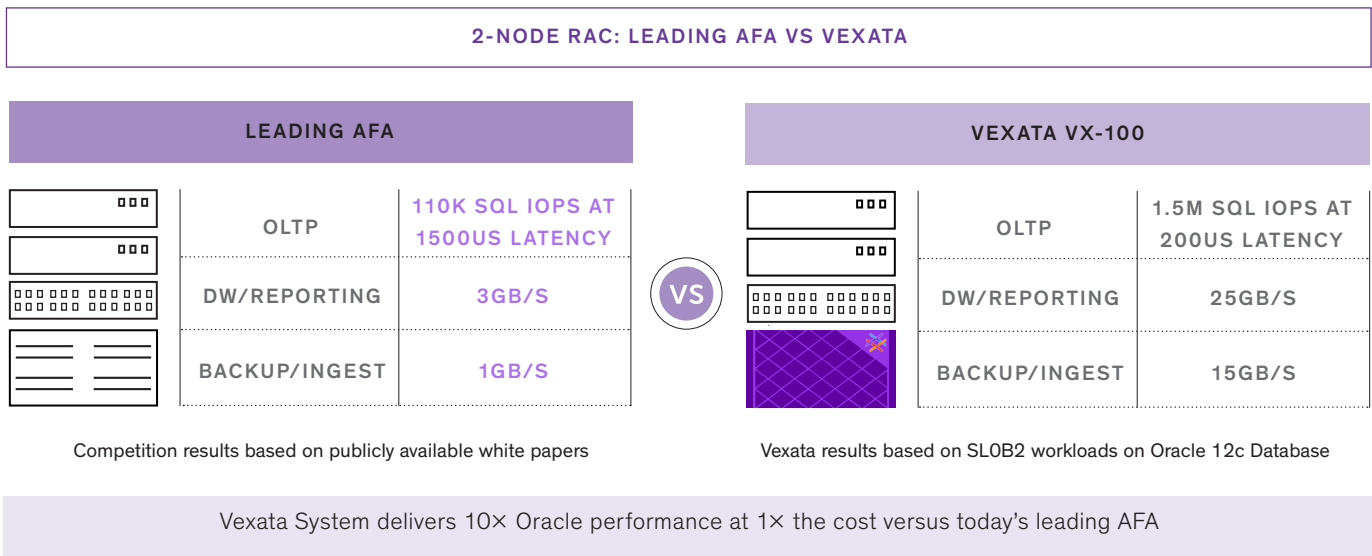 2-NODE RAC: LEADING AFA VS VEXATA
LEADING AFA
OLTP
110K SQL IOPS AT
1500US LATENCY
DW/REPORTING
3GB/S
BACKUP/INGEST
1GB/S
Competition results based on publicly available white papers
VS
VEXATA VX-100
OLTP
1.5M SQL IOPS AT
200US LATENCY
DW/REPORTING
25GB/S
BACKUP/INGEST
15GB/S
Vexata results based on SL0B2 workloads on Oracle 12c Database
Vexata System delivers 10× Oracle performance at 1× the cost versus today’s leading AFA